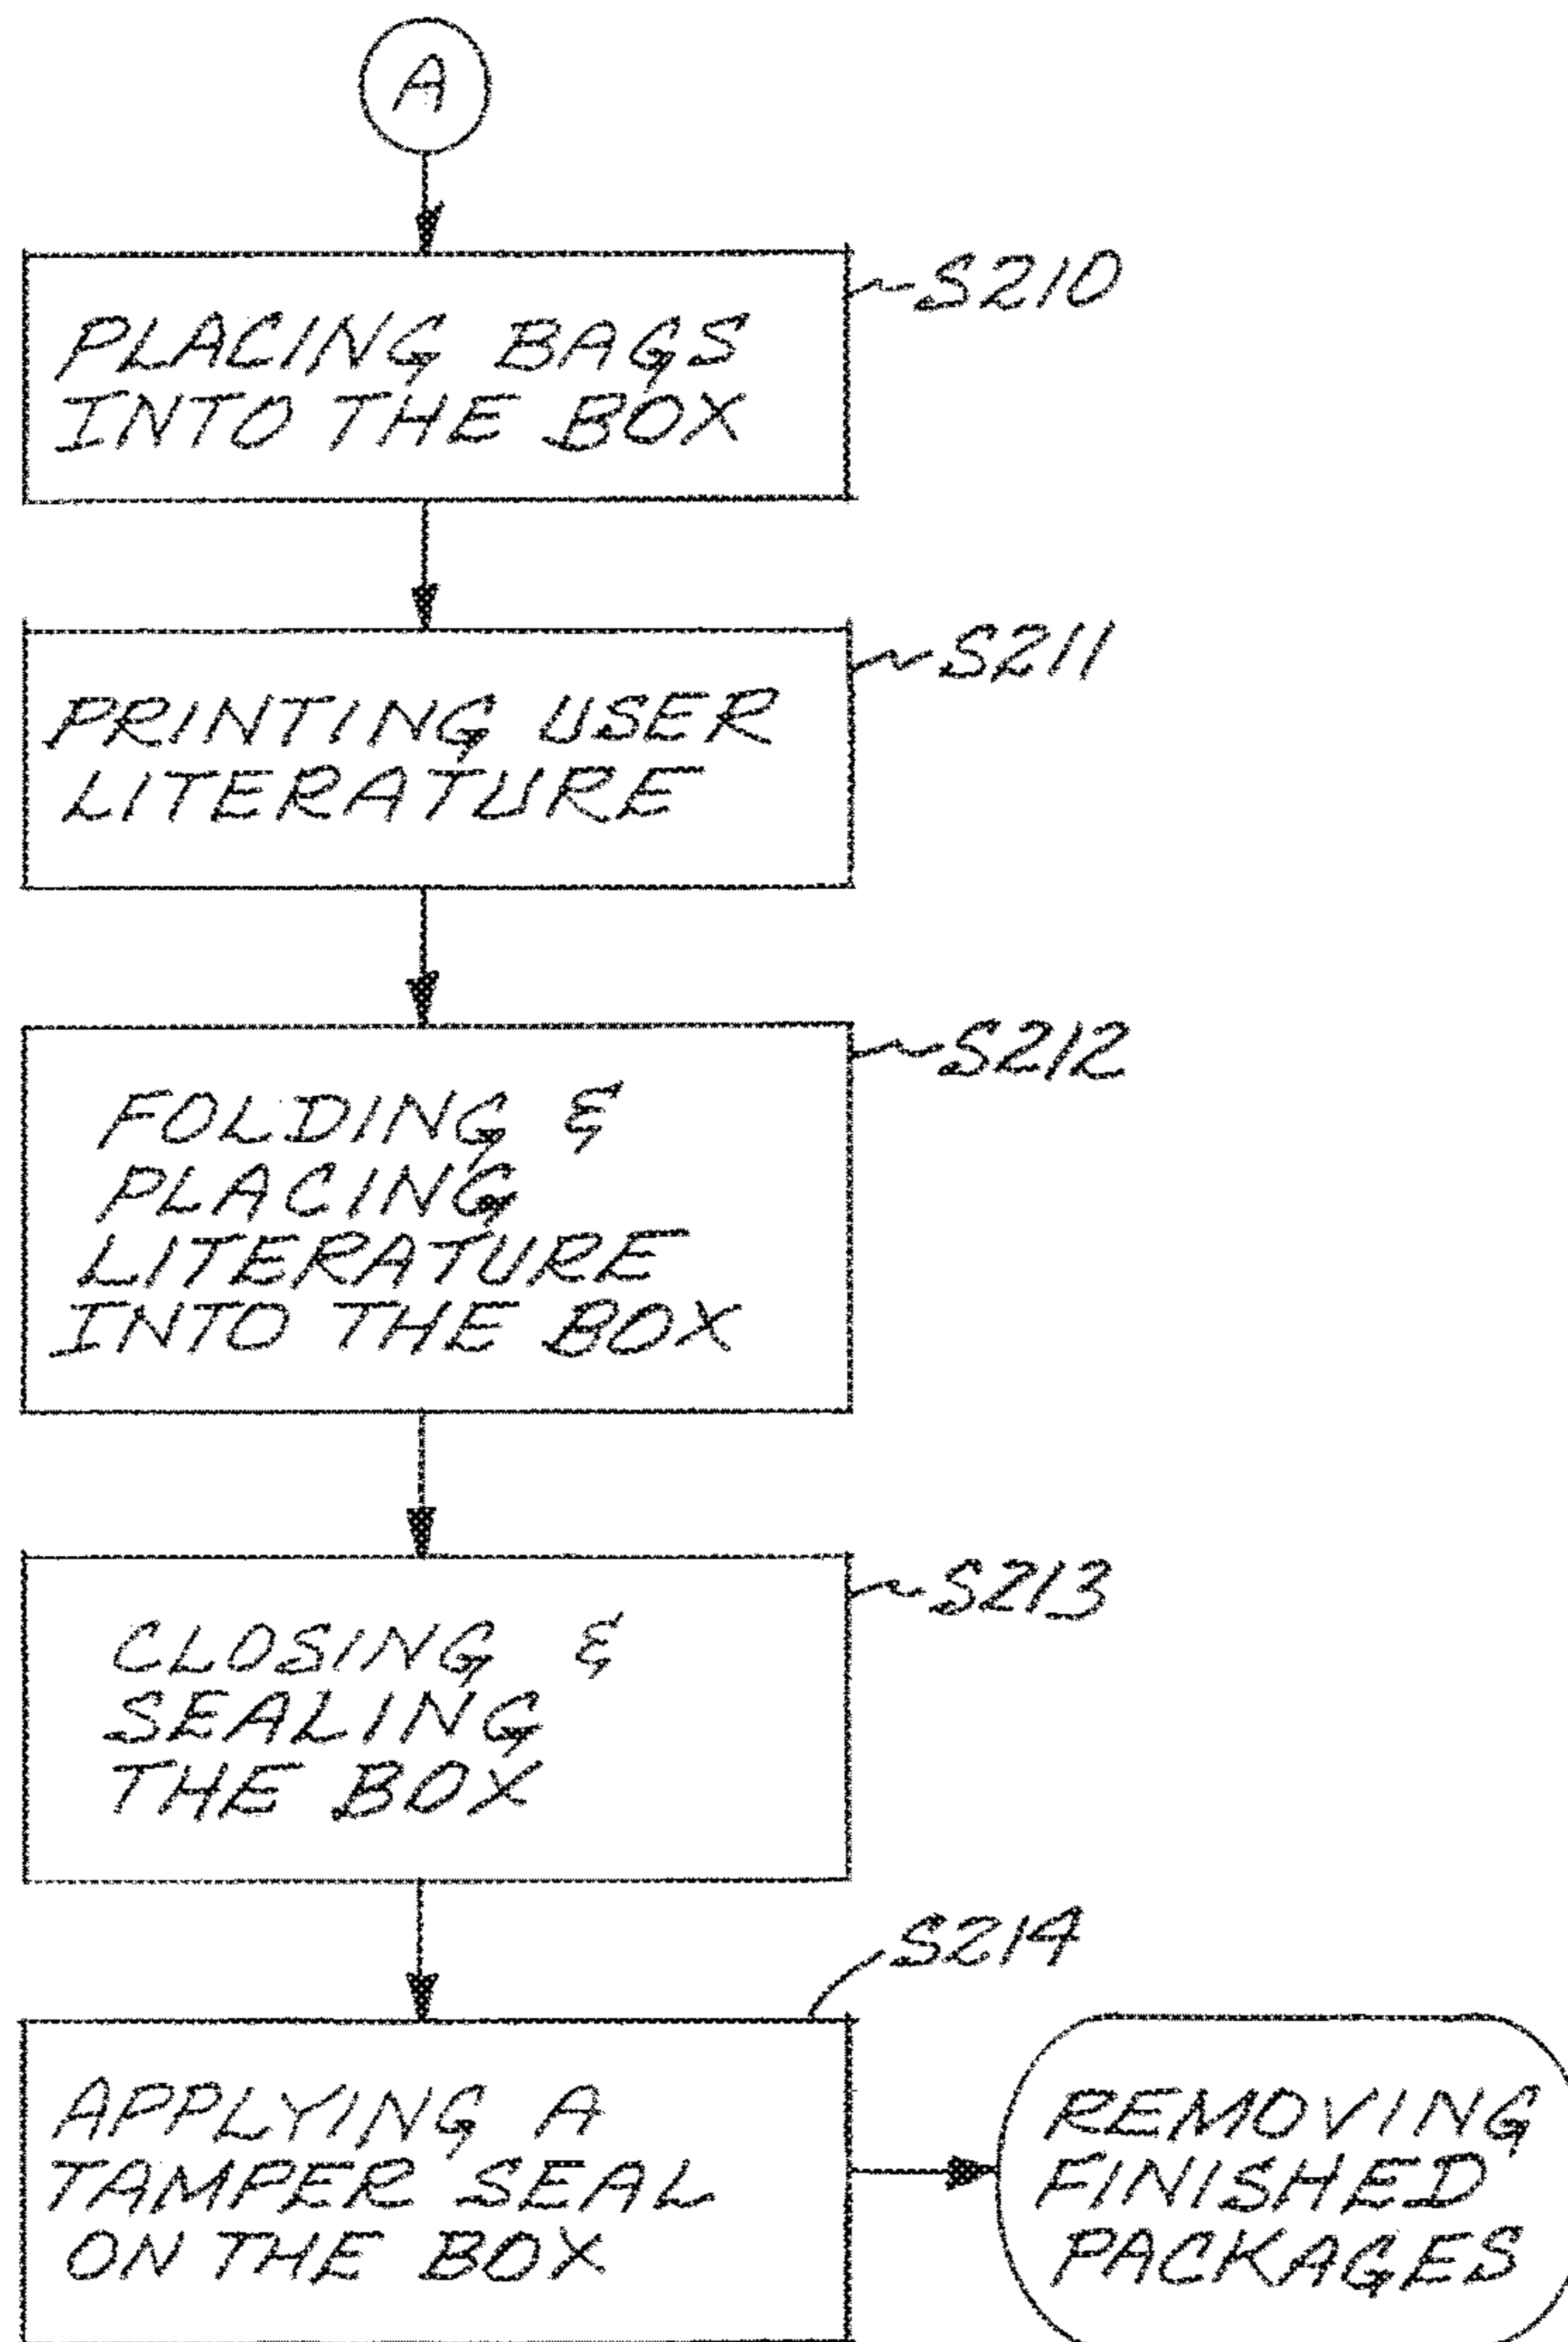 A
S210
PLACING BAGS
INTO THE BOX
S211
PRINTING USER
LITERATURE
S212
FOLDING &
PLACING
LITERATURE
INTO THE BOX
S213
CLOSING &
SEALING
THE BOX
S214
APPLYING A
TAMPER SEAL
ON THE BOX
REMOVING
FINISHED
PACKAGES